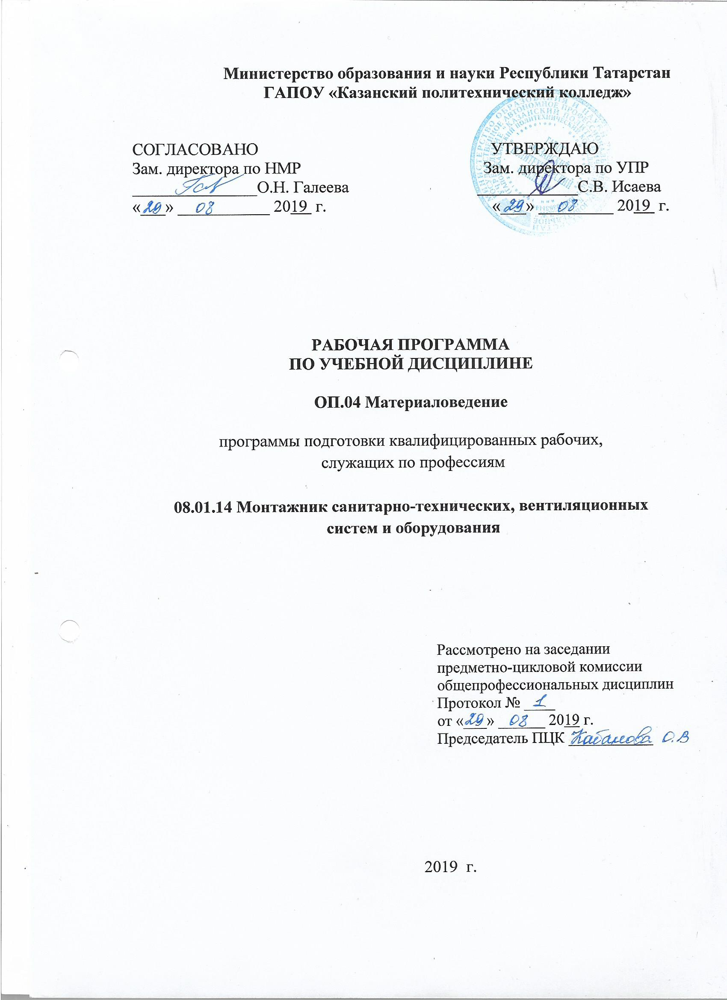 Министерство образования и науки Республики Татарстан
ГАПОУ «Казанский политехнический колледж»
СОГЛАСОВАНО
Зам. директора по НМР
О.Н. Галеева
«29» 08 2019 г.
УТВЕРЖДАЮ
Зам. директора по УПР
С.В. Исаева
«29» 08 2019 г.
РАБОЧАЯ ПРОГРАММА
ПО УЧЕБНОЙ ДИСЦИПЛИНЕ
ОП.04 Материаловедение
программы подготовки квалифицированных рабочих,
служащих по профессиям
08.01.14 Монтажник санитарно-технических, вентиляционных
систем и оборудования
Рассмотрено на заседании
предметно-цикловой комиссии
общепрофессиональных дисциплин
Протокол № 1
от «29» 08 2019 г.
Председатель ПЦК Кабанова О.В
2019 г.